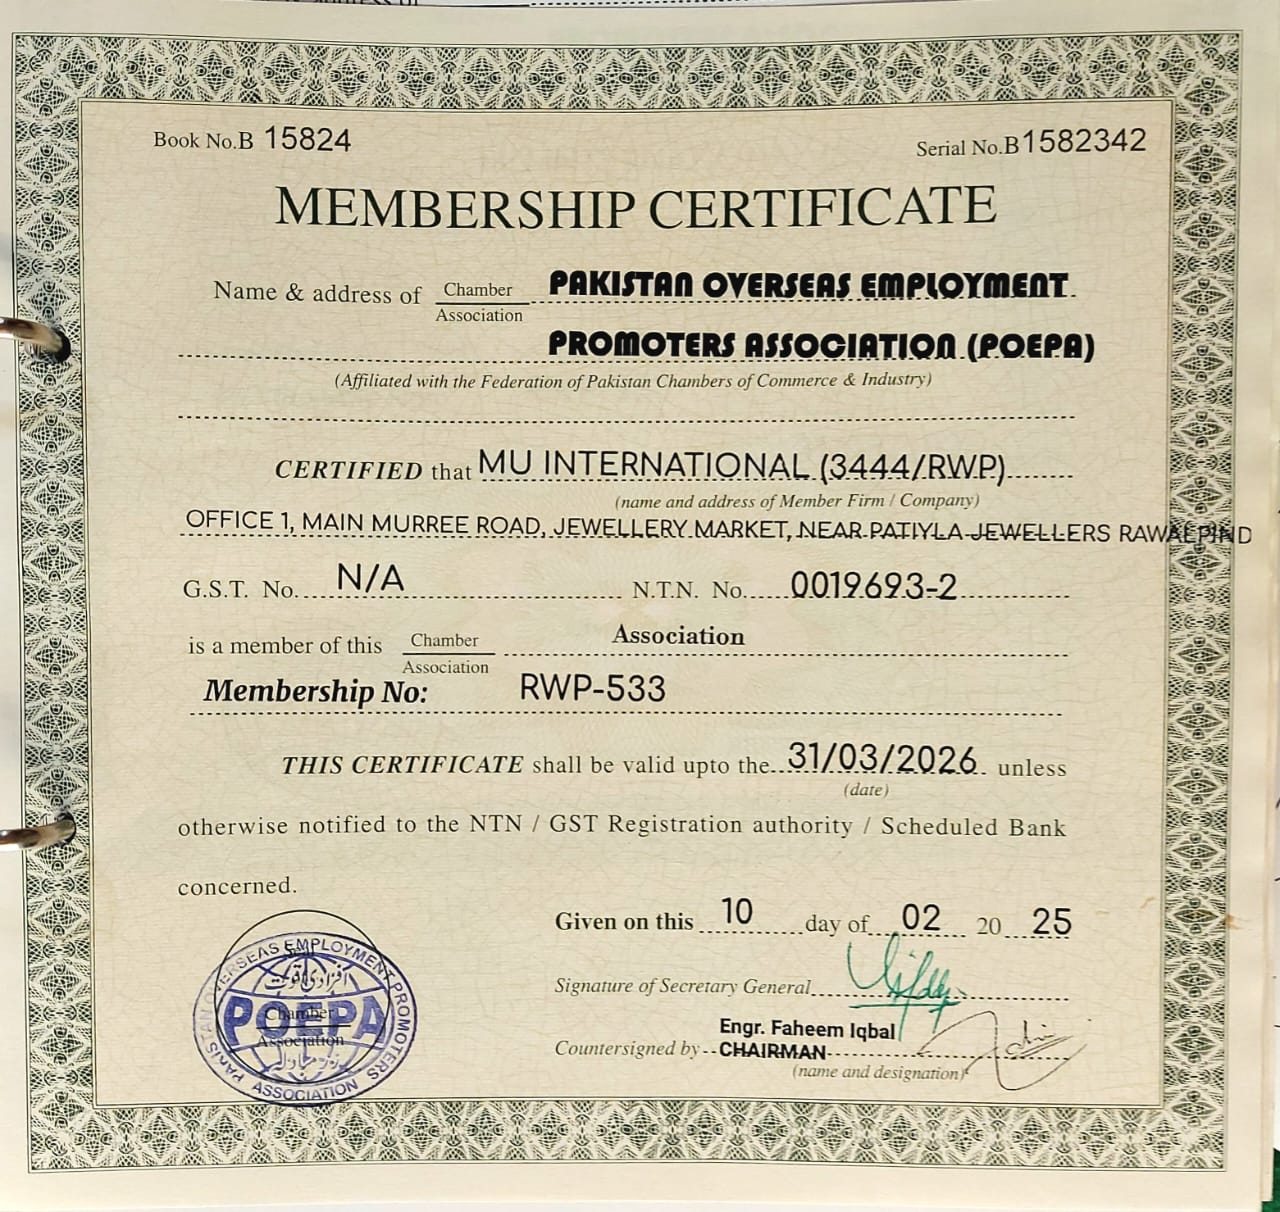 Book No.B 15824
Serial No.B 1582342
MEMBERSHIP CERTIFICATE
Name & address of Chamber PAKISTAN OVERSEAS EMPLOYMENT
Association
PROMOTERS ASSOCIATION (POEPA)
(Affiliated with the Federation of Pakistan Chambers of Commerce & Industry)
CERTIFIED that MU INTERNATIONAL (3444/RWP)
(name and address of Member Firm / Company)
OFFICE 1, MAIN MURREE ROAD, JEWELLERY MARKET, NEAR PATIYLA JEWELLERS RAWALPIND
G.S.T. No. N/A N.T.N. No. 0019693-2
is a member of this Chamber Association
Association
Membership No: RWP-533
THIS CERTIFICATE shall be valid upto the 31/03/2026 unless
(date)
otherwise notified to the NTN / GST Registration authority / Scheduled Bank
concerned.
Given on this 10 day of 02 20 25
Signature of Secretary General
Engr. Faheem Iqbal
Countersigned by CHAIRMAN
(name and designation)
PAKISTAN OVERSEAS EMPLOYMENT PROMOTERS
POEPA
Chamber
Association
ASSOCIATION